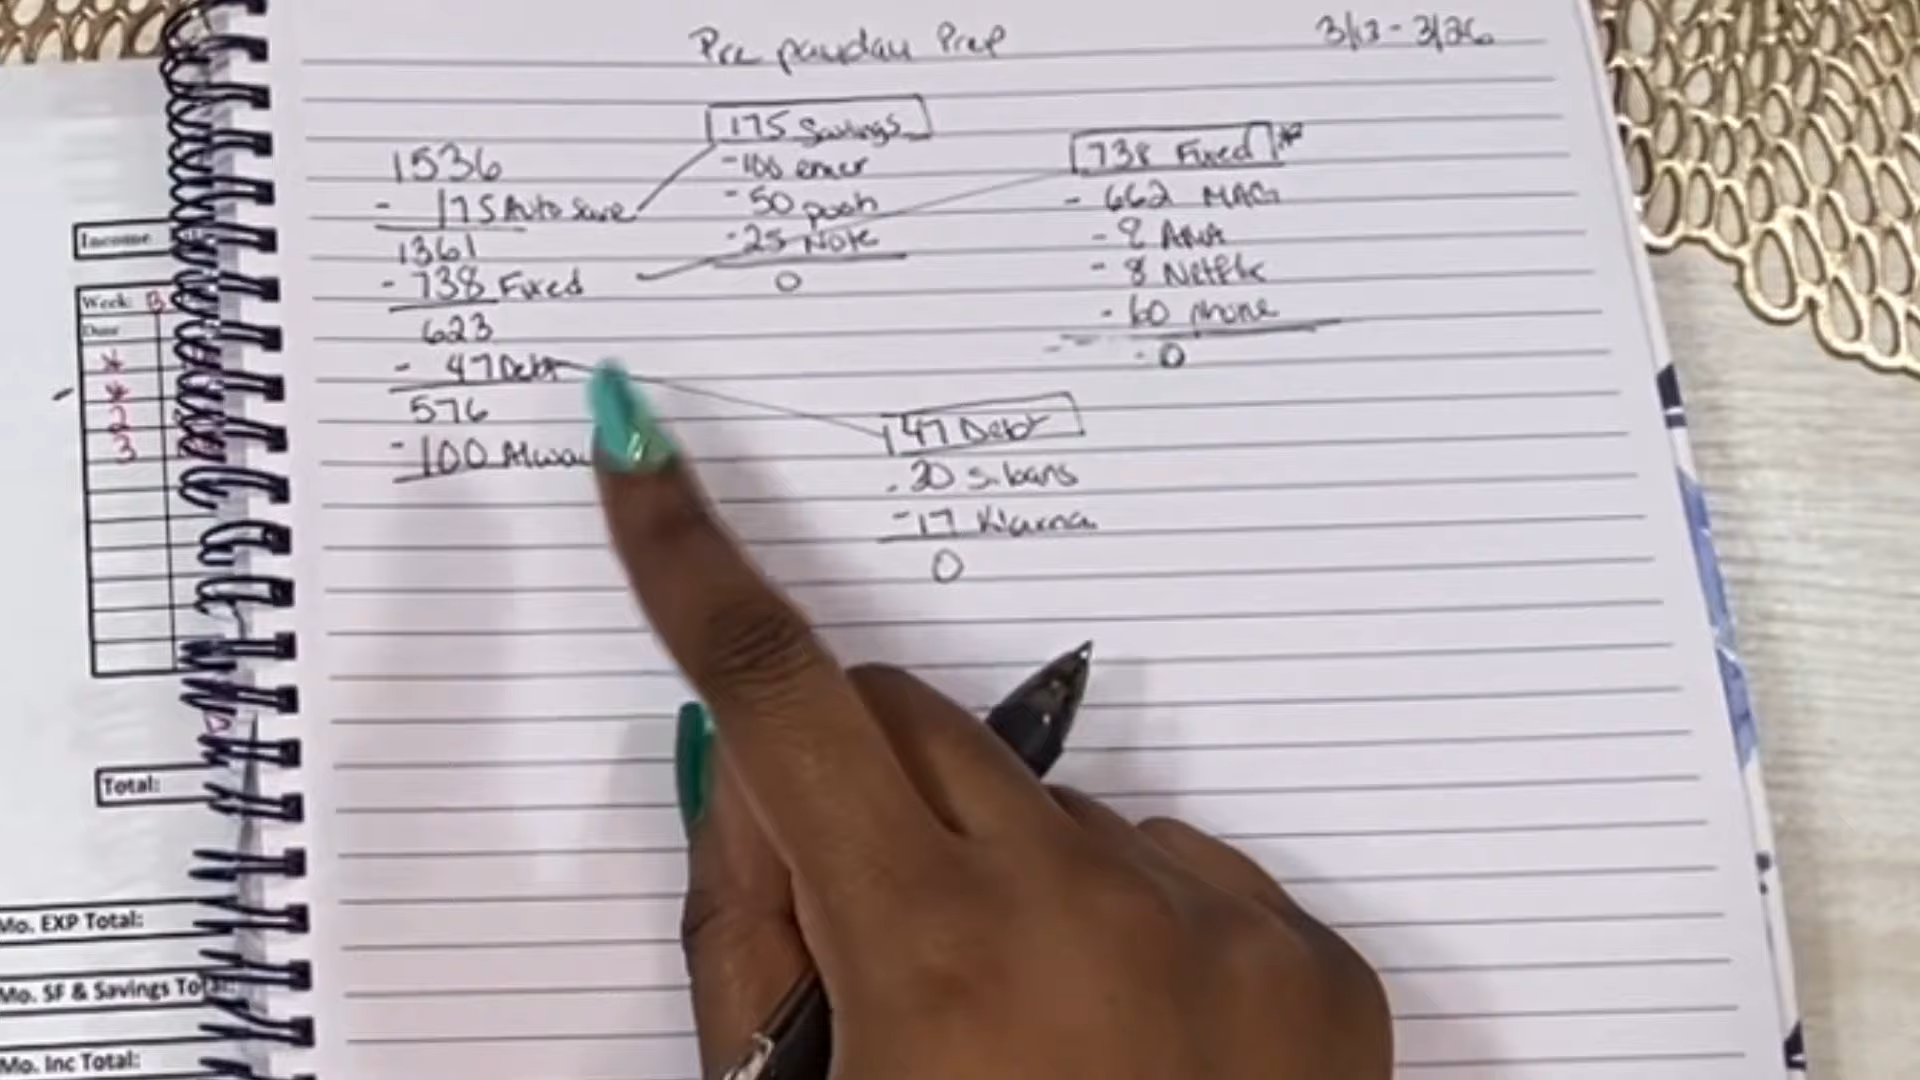 Pre payday Prep
3/13 - 3/26
1536
- 175 Auto Save
1361
- 738 Fixed
623
- 47 Debt
576
- 100
175 Savings
- 100 emer
- 50 push
- 25 Note
0
738 Fixed
- 662 MAG
- 8
- 8 Netflix
- 60 phone
0
47 Debt
- 30 S. loans
- 17 Klarna
0
Income
Week: B
Date
*
*
2
3
Total:
Mo. EXP Total:
Mo. SF & Savings Total:
Mo. Inc Total: